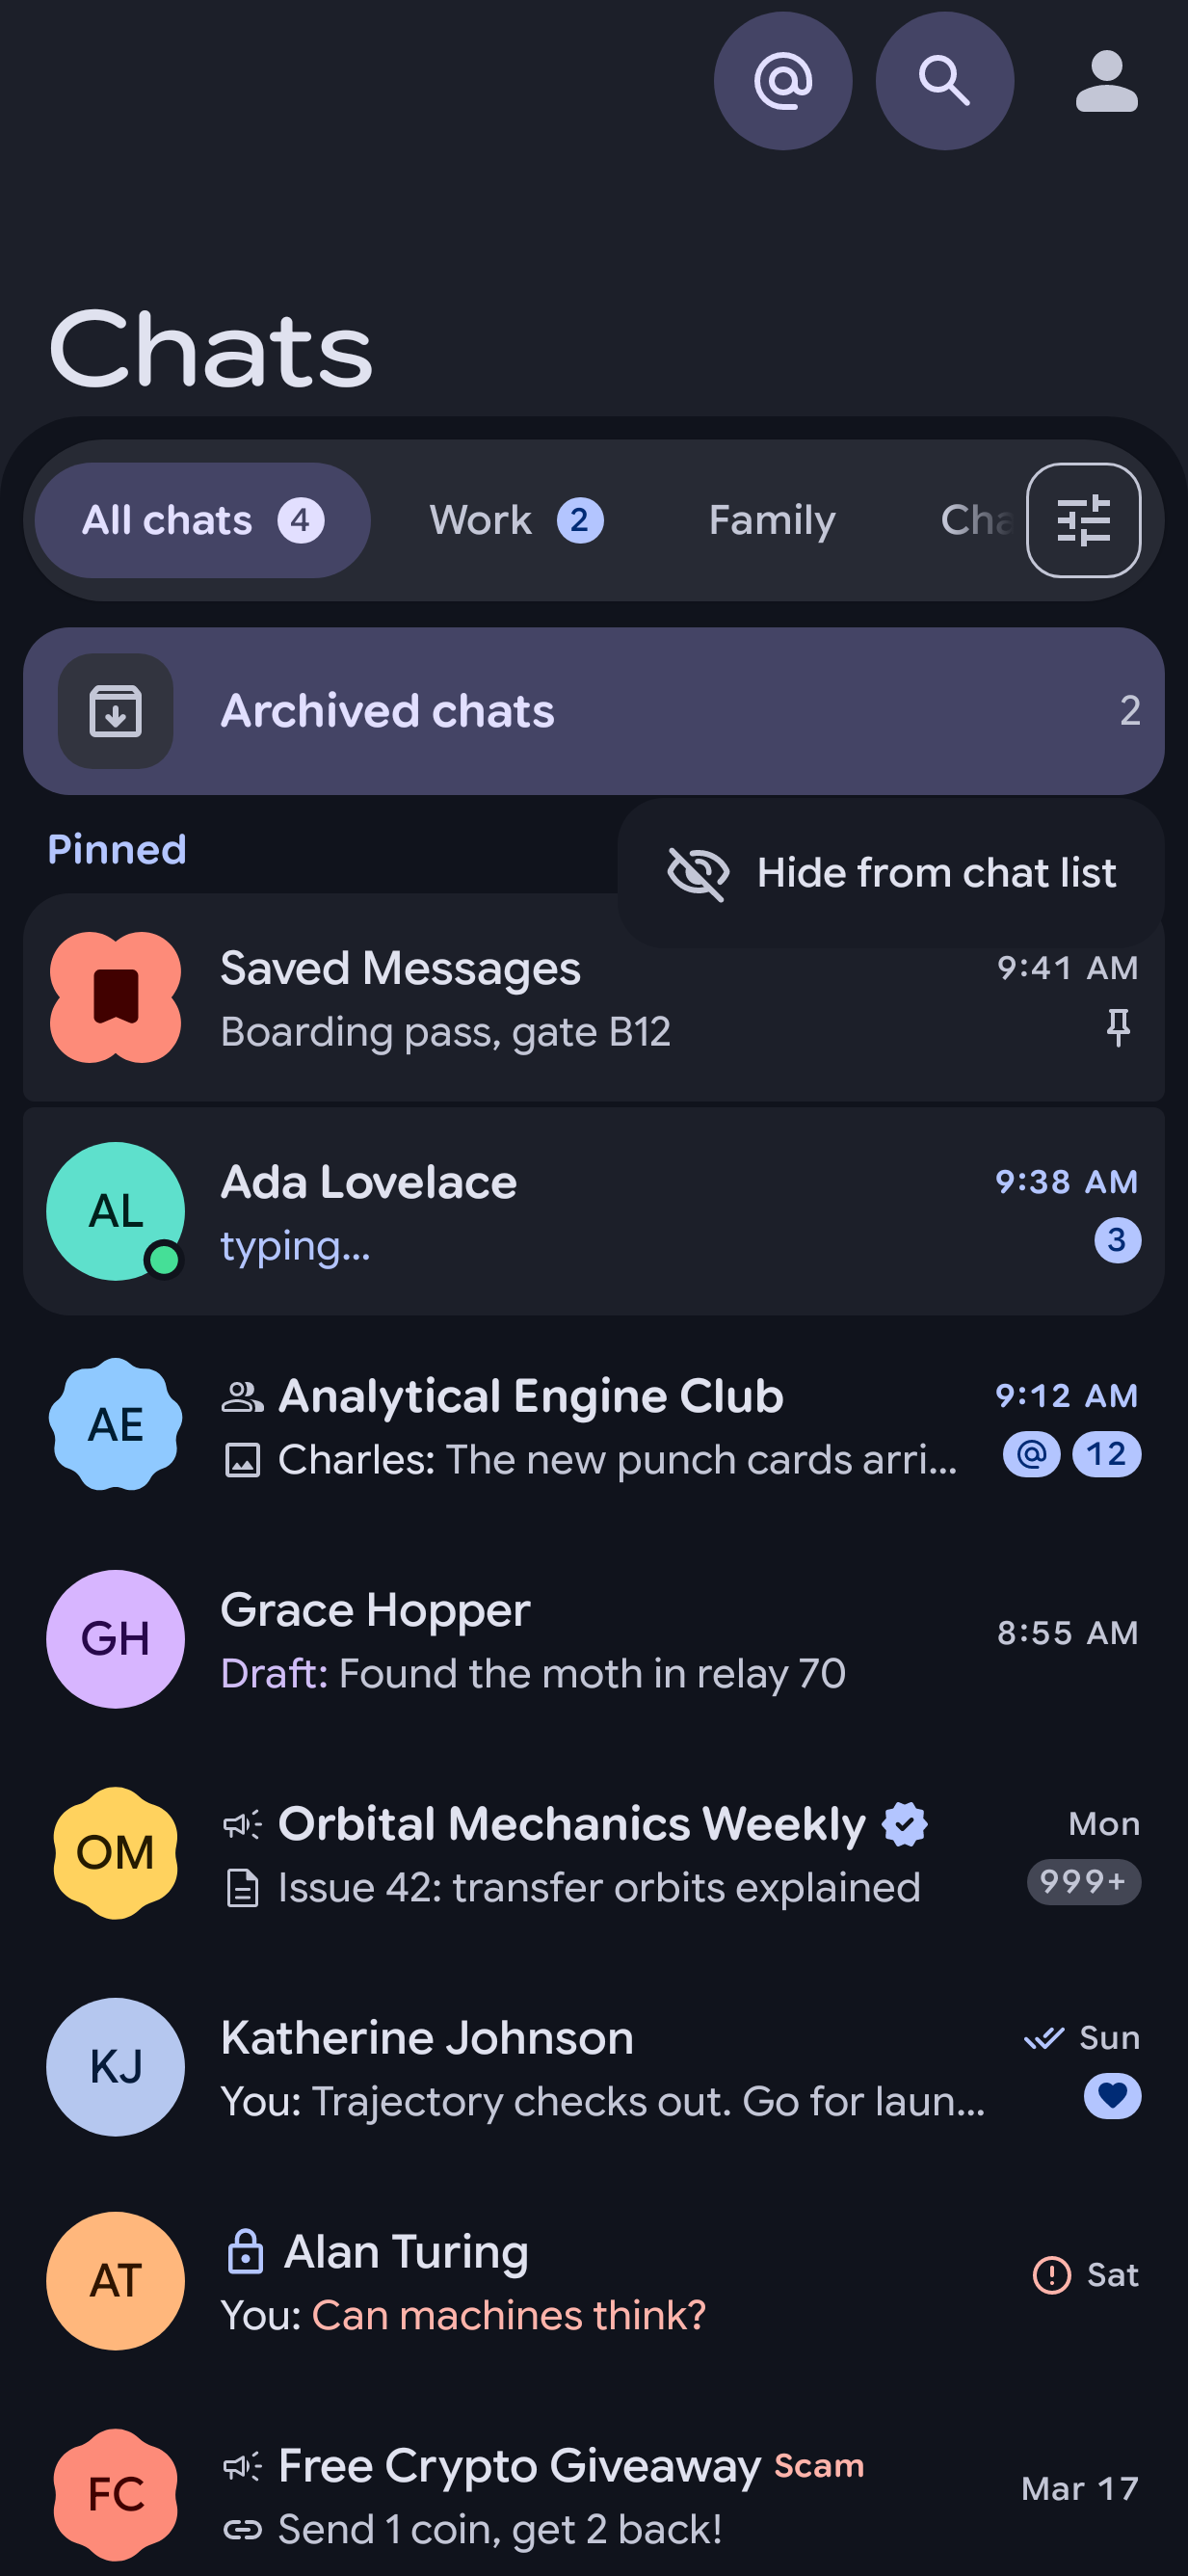 Chats
All chats 4 Work 2 Family Cha
Archived chats 2
Pinned
Hide from chat list
Saved Messages 9:41 AM
Boarding pass, gate B12
AL
Ada Lovelace 9:38 AM
typing... 3
AE
Analytical Engine Club 9:12 AM
Charles: The new punch cards arri... @ 12
GH
Grace Hopper 8:55 AM
Draft: Found the moth in relay 70
OM
Orbital Mechanics Weekly Mon
Issue 42: transfer orbits explained 999+
KJ
Katherine Johnson Sun
You: Trajectory checks out. Go for laun...
AT
Alan Turing Sat
You: Can machines think?
FC
Free Crypto Giveaway Scam Mar 17
Send 1 coin, get 2 back!